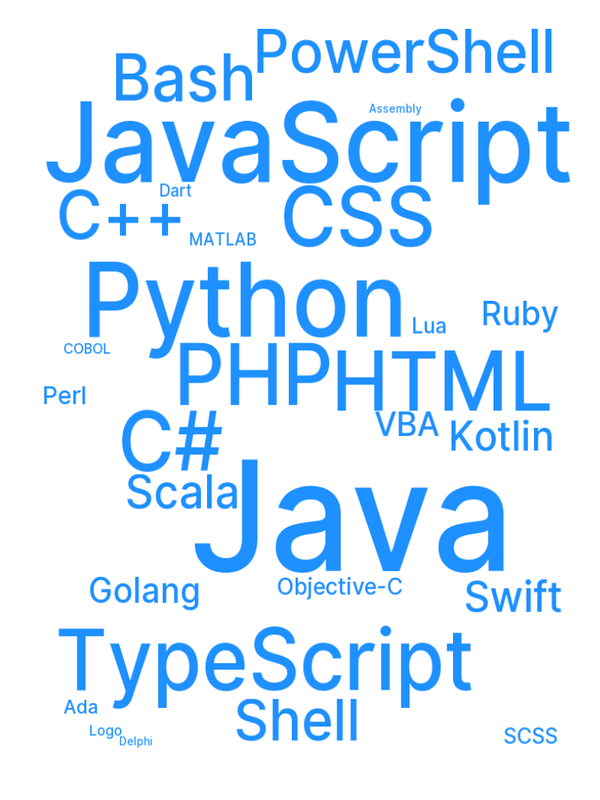 PowerShell
Bash
Assembly
JavaScript
Dart
C++
CSS
MATLAB
Python
Ruby
Lua
COBOL
PHP
HTML
Perl
VBA
Kotlin
C#
Scala
Java
Objective-C
Golang
Swift
TypeScript
Ada
Shell
Logo
Delphi
SCSS